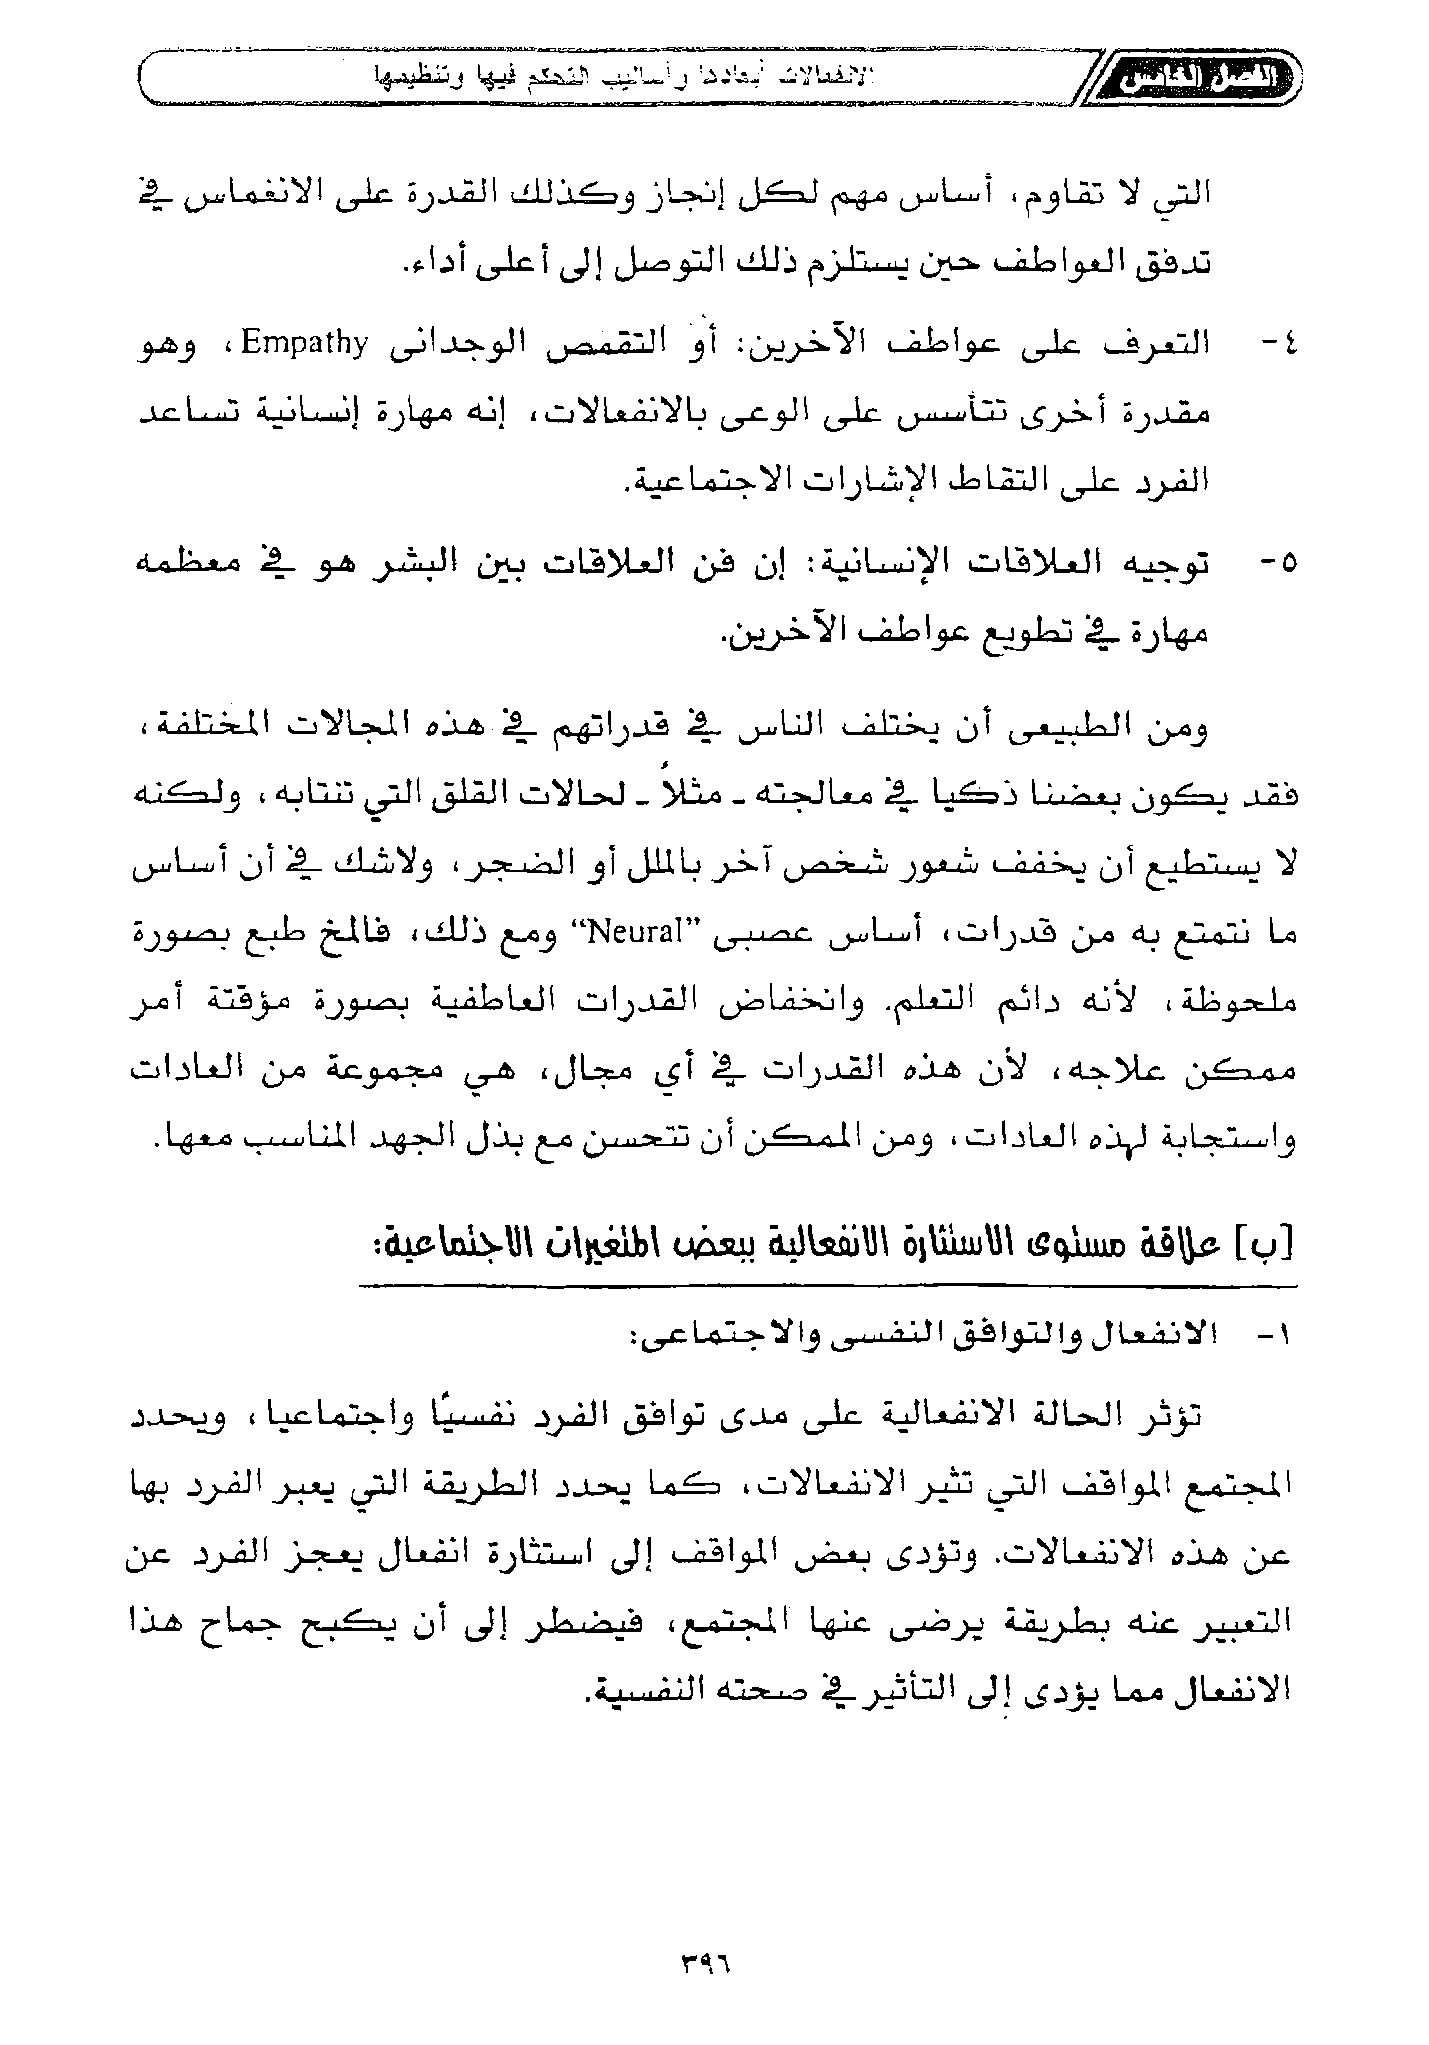 الفصل الخامس
الانفعالات أبعادها وأساليب التحكم فيها وتنظيمها
التي لا تقاوم، أساس مهم لكل إنجاز وكذلك القدرة على الانغماس في
تدفق العواطف حين يستلزم ذلك التوصل إلى أعلى أداء.
٤- التعرف على عواطف الآخرين: أو التقمص الوجدانى Empathy، وهو
مقدرة أخرى تتأسس على الوعى بالانفعالات، إنه مهارة إنسانية تساعد
الفرد على التقاط الإشارات الاجتماعية.
٥- توجيه العلاقات الإنسانية: إن فن العلاقات بين البشر هو في معظمه
مهارة في تطويع عواطف الآخرين.
ومن الطبيعى أن يختلف الناس في قدراتهم في هذه المجالات المختلفة،
فقد يكون بعضنا ذكيا في معالجته - مثلاً - لحالات القلق التي تنتابه، ولكنه
لا يستطيع أن يخفف شعور شخص آخر بالملل أو الضجر، ولاشك في أن أساس
ما نتمتع به من قدرات، أساس عصبى “Neural” ومع ذلك، فالمخ طبع بصورة
ملحوظة، لأنه دائم التعلم. وانخفاض القدرات العاطفية بصورة مؤقتة أمر
ممكن علاجه، لأن هذه القدرات في أي مجال، هي مجموعة من العادات
واستجابة لهذه العادات، ومن الممكن أن تتحسن مع بذل الجهد المناسب معها.
[ب] علاقة مستوى الاستثارة الانفعالية ببعض المتغيرات الاجتماعية:
١- الانفعال والتوافق النفسى والاجتماعى:
تؤثر الحالة الانفعالية على مدى توافق الفرد نفسيًا واجتماعيا، ويحدد
المجتمع المواقف التي تثير الانفعالات، كما يحدد الطريقة التي يعبر الفرد بها
عن هذه الانفعالات. وتؤدى بعض المواقف إلى استثارة انفعال يعجز الفرد عن
التعبير عنه بطريقة يرضى عنها المجتمع، فيضطر إلى أن يكبح جماح هذا
الانفعال مما يؤدى إلى التأثير في صحته النفسية.
٣٩٦